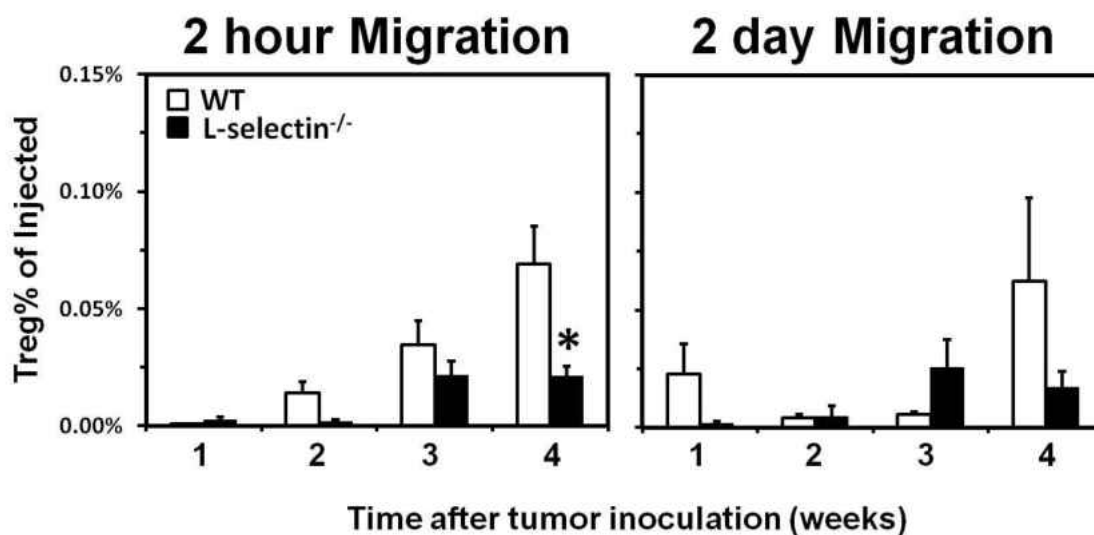 2 hour Migration 2 day Migration
0.15%
WT
L-selectin-/-
0.10%
0.05%
0.00%
*
Treg% of Injected
1 2 3 4 1 2 3 4
Time after tumor inoculation (weeks)